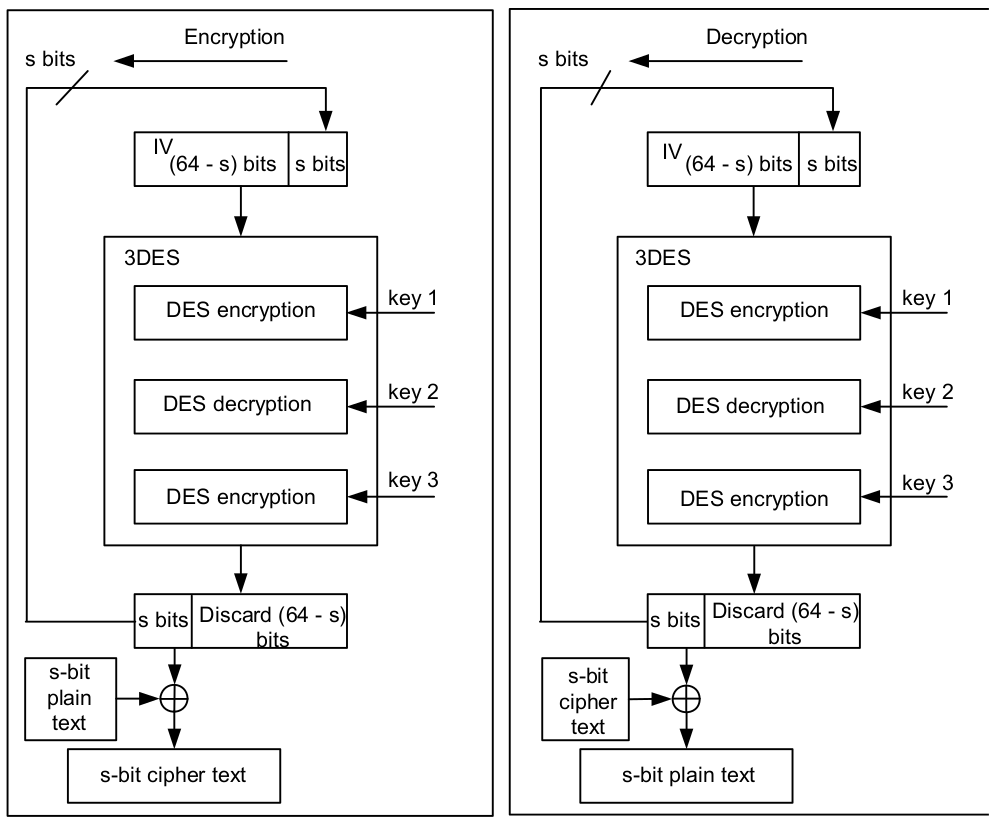 Encryption
s bits
IV
(64 - s) bits
s bits
3DES
DES encryption
key 1
DES decryption
key 2
DES encryption
key 3
s bits
Discard (64 - s)
bits
s-bit
plain
text
s-bit cipher text
Decryption
s bits
IV
(64 - s) bits
s bits
3DES
DES encryption
key 1
DES decryption
key 2
DES encryption
key 3
s bits
Discard (64 - s)
bits
s-bit
cipher
text
s-bit plain text